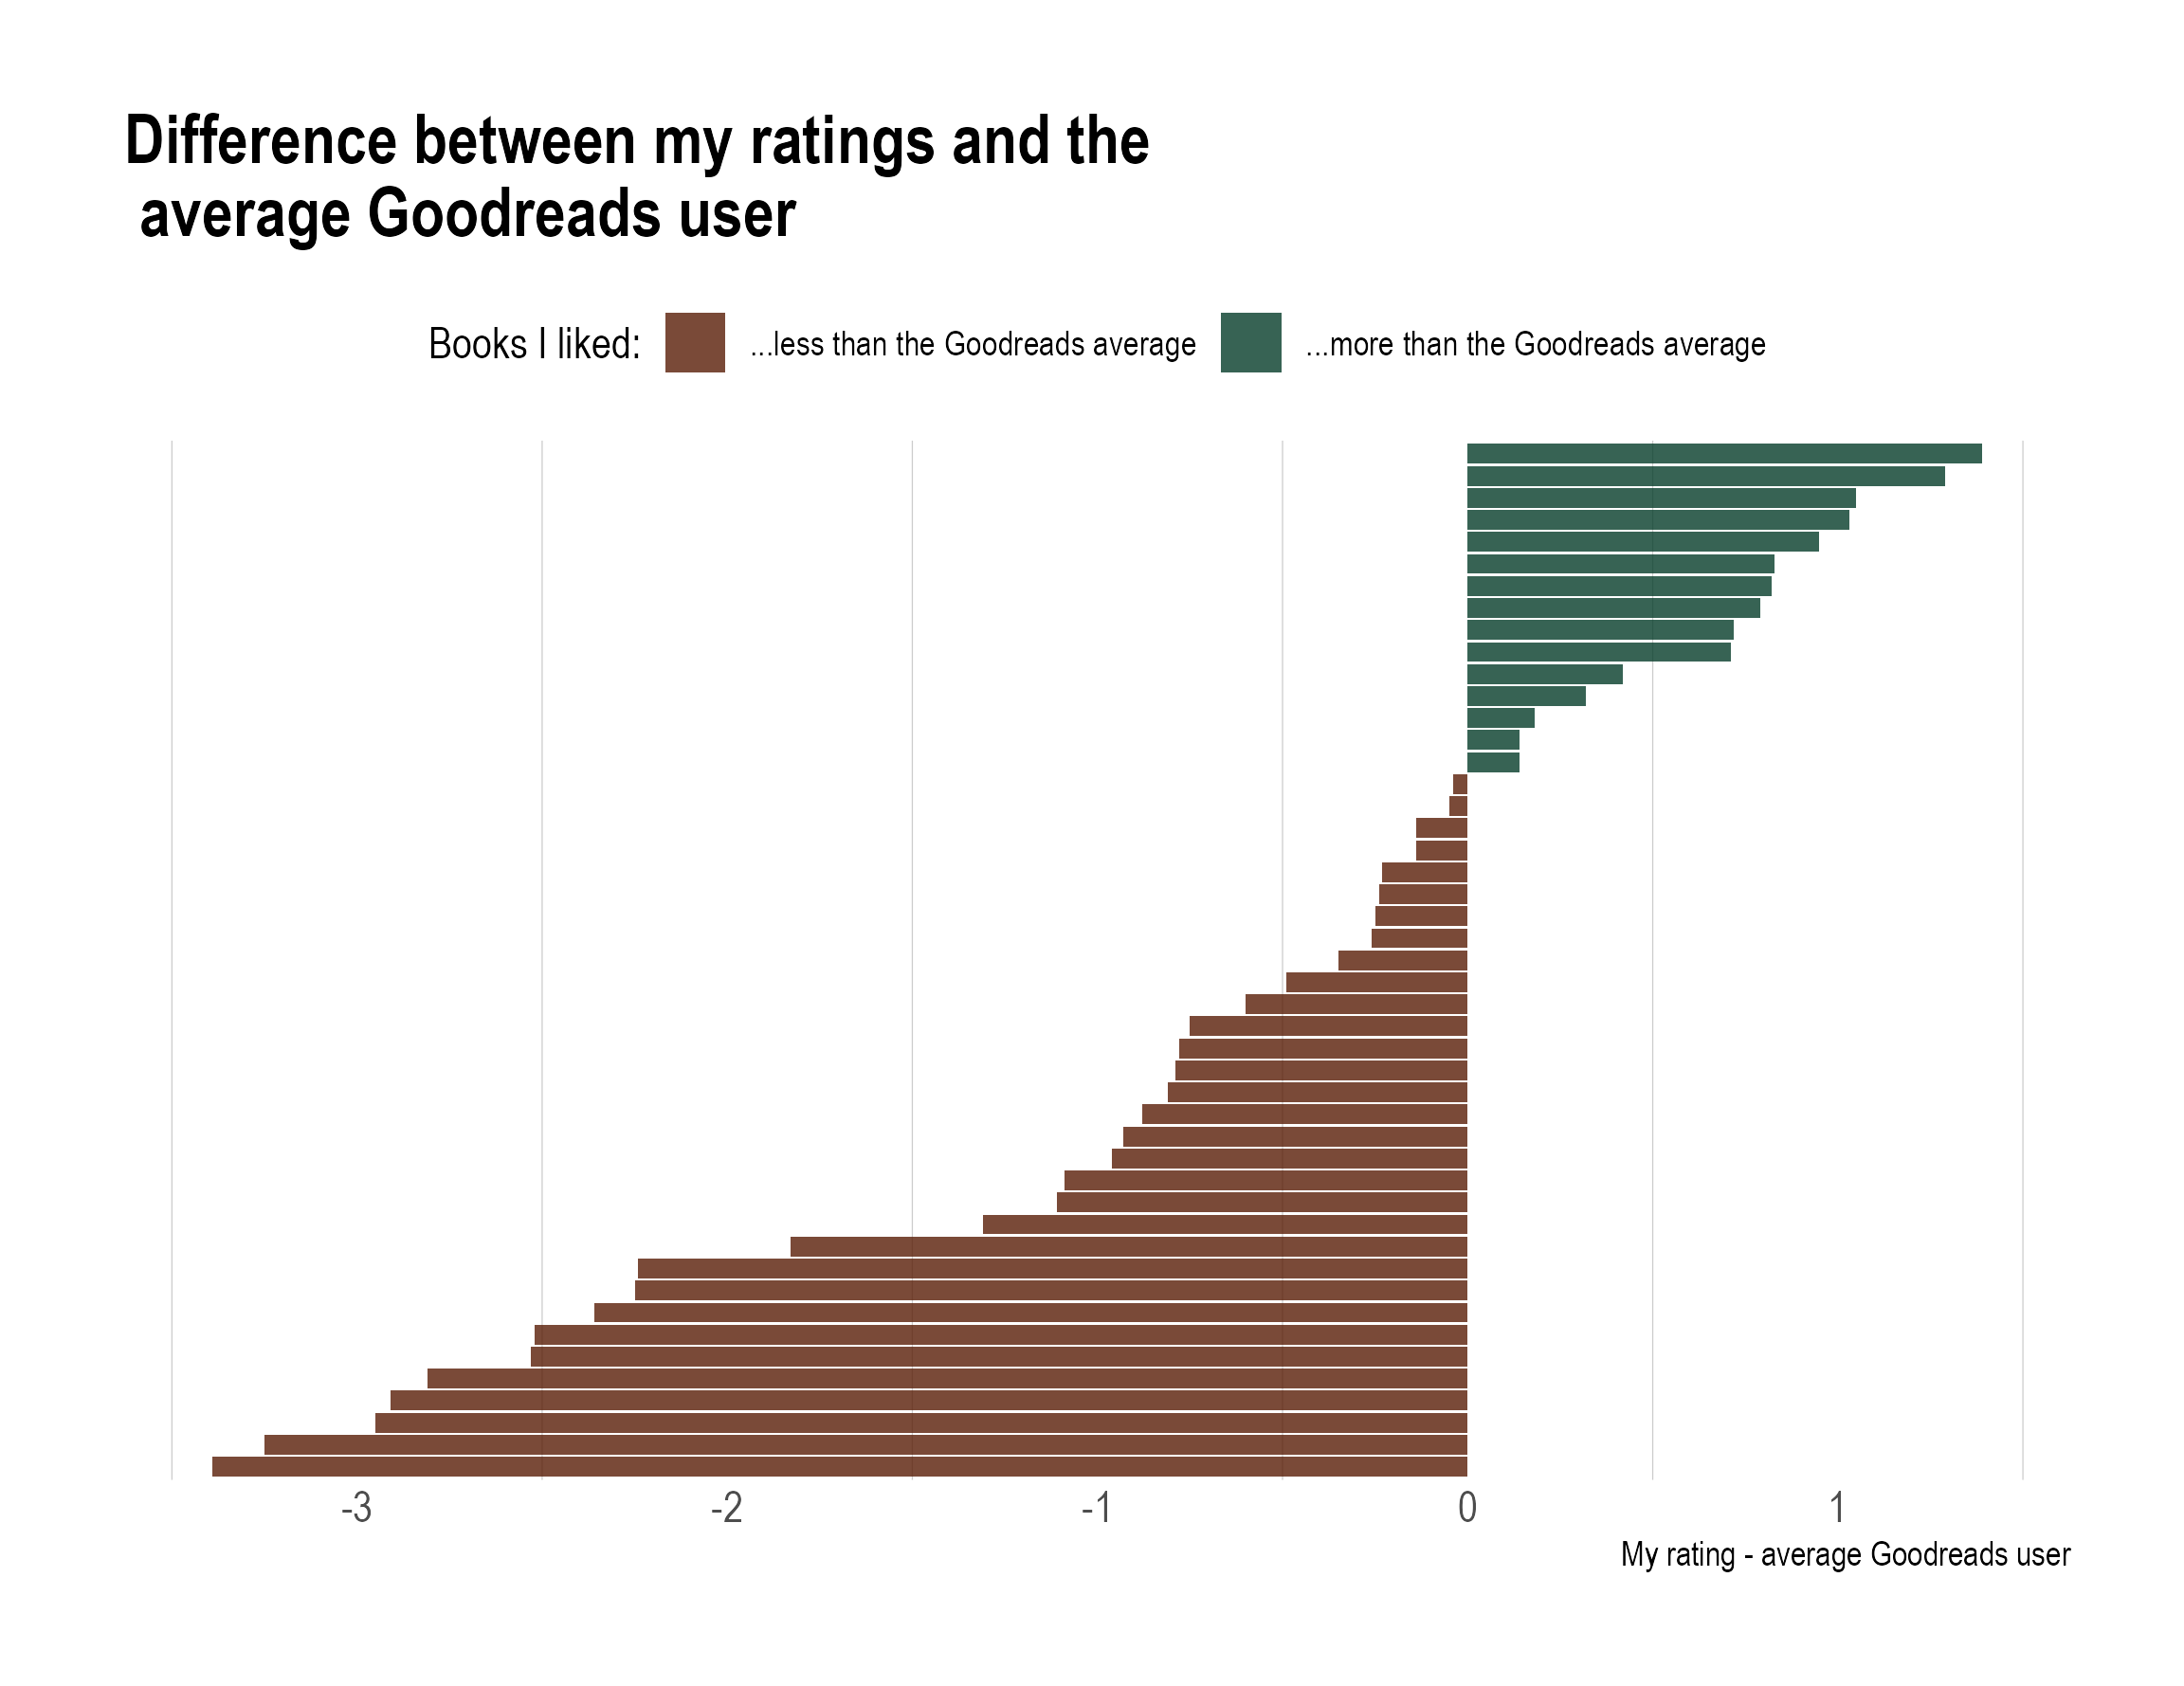 Difference between my ratings and the
average Goodreads user
Books I liked: ...less than the Goodreads average ...more than the Goodreads average
-3 -2 -1 0 1
My rating - average Goodreads user